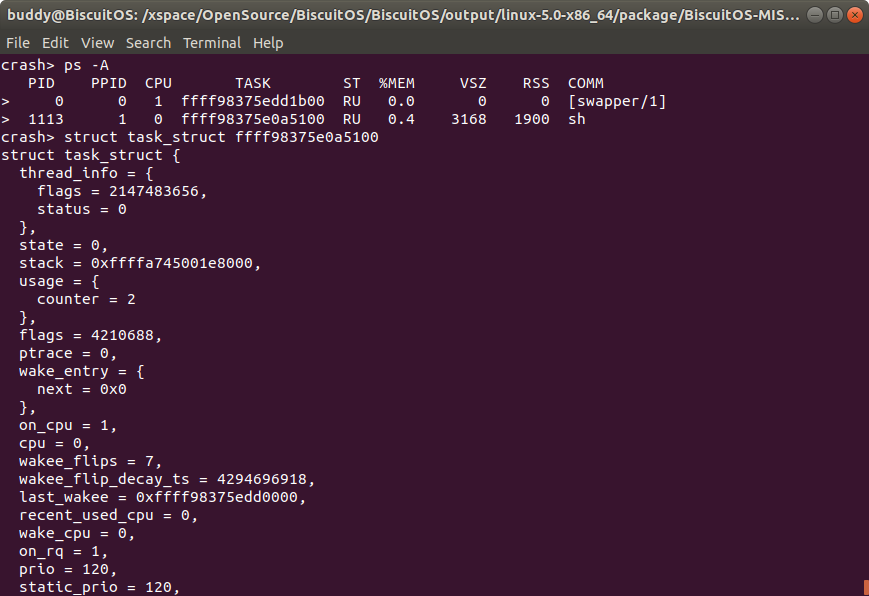 buddy@BiscuitOS: /xspace/OpenSource/BiscuitOS/BiscuitOS/output/linux-5.0-x86_64/package/BiscuitOS-MIS...
File Edit View Search Terminal Help
crash> ps -A
   PID    PPID  CPU       TASK        ST  %MEM     VSZ    RSS  COMM
>     0      0   1  ffff98375edd1b00  RU   0.0       0      0  [swapper/1]
>  1113      1   0  ffff98375e0a5100  RU   0.4    3168   1900  sh
crash> struct task_struct ffff98375e0a5100
struct task_struct {
  thread_info = {
    flags = 2147483656,
    status = 0
  },
  state = 0,
  stack = 0xffffa745001e8000,
  usage = {
    counter = 2
  },
  flags = 4210688,
  ptrace = 0,
  wake_entry = {
    next = 0x0
  },
  on_cpu = 1,
  cpu = 0,
  wakee_flips = 7,
  wakee_flip_decay_ts = 4294696918,
  last_wakee = 0xffff98375edd0000,
  recent_used_cpu = 0,
  wake_cpu = 0,
  on_rq = 1,
  prio = 120,
  static_prio = 120,